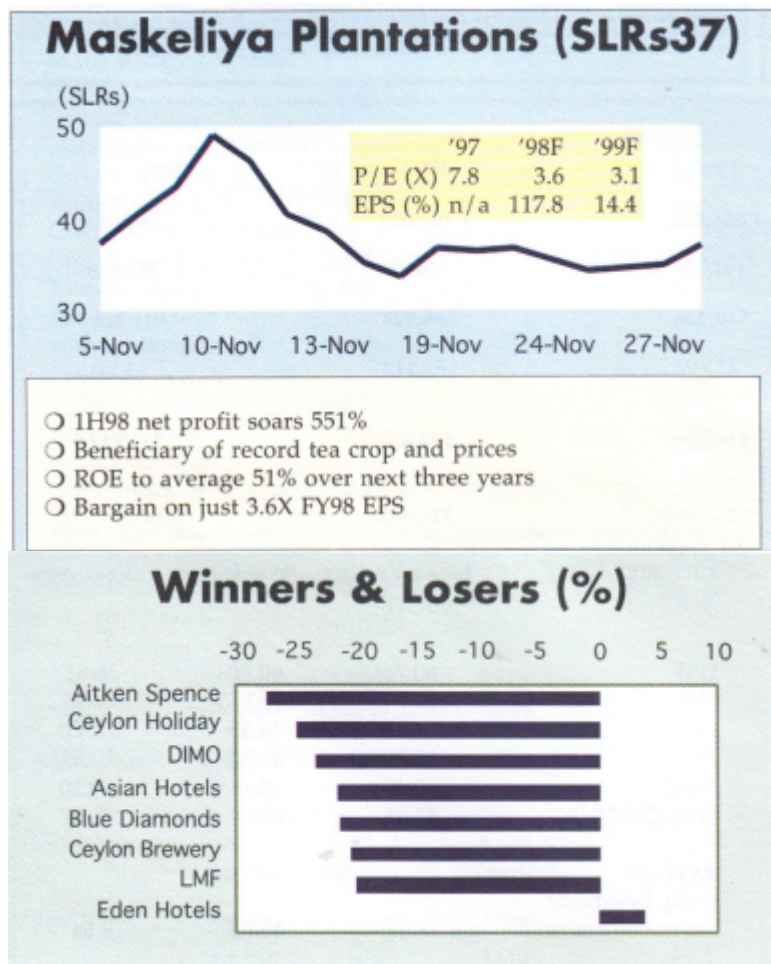 Maskeliya Plantations (SLRs37)
(SLRs)
50
40
30
'97 '98F '99F
P/E (X) 7.8 3.6 3.1
EPS (%) n/a 117.8 14.4
5-Nov 10-Nov 13-Nov 19-Nov 24-Nov 27-Nov
❍ 1H98 net profit soars 551%
❍ Beneficiary of record tea crop and prices
❍ ROE to average 51% over next three years
❍ Bargain on just 3.6X FY98 EPS
Winners & Losers (%)
-30 -25 -20 -15 -10 -5 0 5 10
Aitken Spence
Ceylon Holiday
DIMO
Asian Hotels
Blue Diamonds
Ceylon Brewery
LMF
Eden Hotels